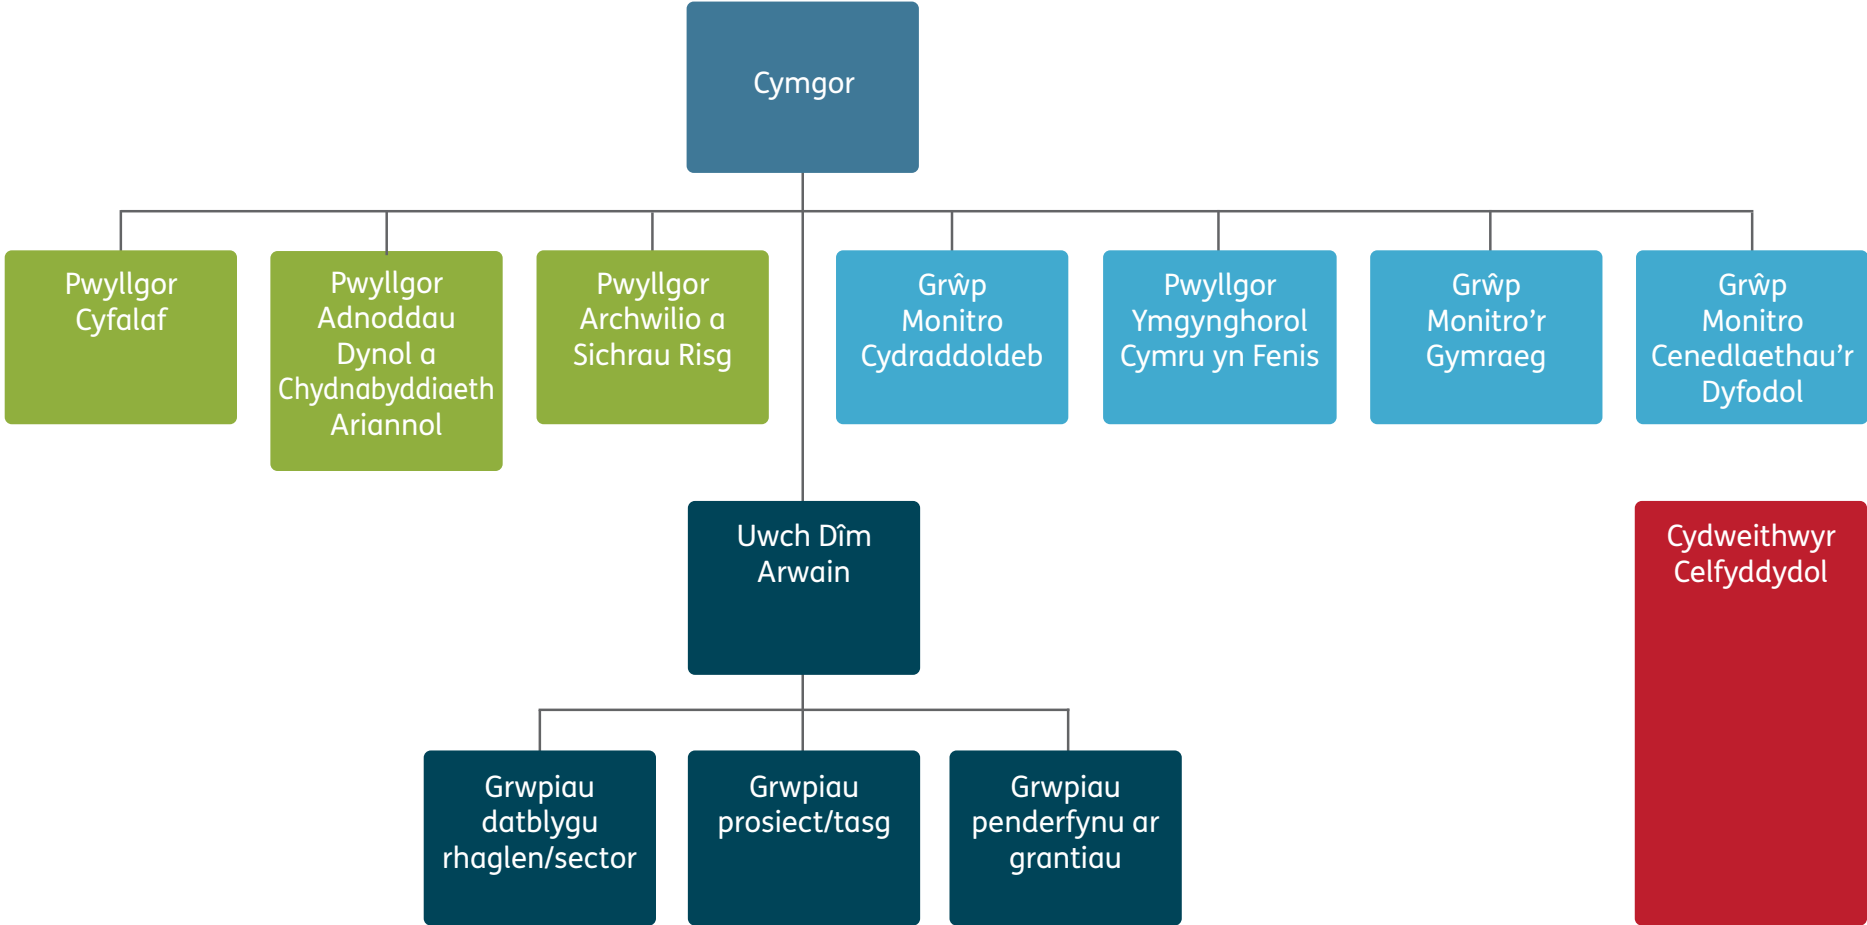 Cymgor
Pwyllgor
Cyfalaf
Pwyllgor
Adnoddau
Dynol a
Chydnabyddiaeth
Ariannol
Pwyllgor
Archwilio a
Sichrau Risg
Grŵp
Monitro
Cydraddoldeb
Pwyllgor
Ymgynghorol
Cymru yn Fenis
Grŵp
Monitro’r
Gymraeg
Grŵp
Monitro
Cenedlaethau’r
Dyfodol
Uwch Dîm
Arwain
Cydweithwyr
Celfyddydol
Grwpiau
datblygu
rhaglen/sector
Grwpiau
prosiect/tasg
Grwpiau
penderfynu ar
grantiau